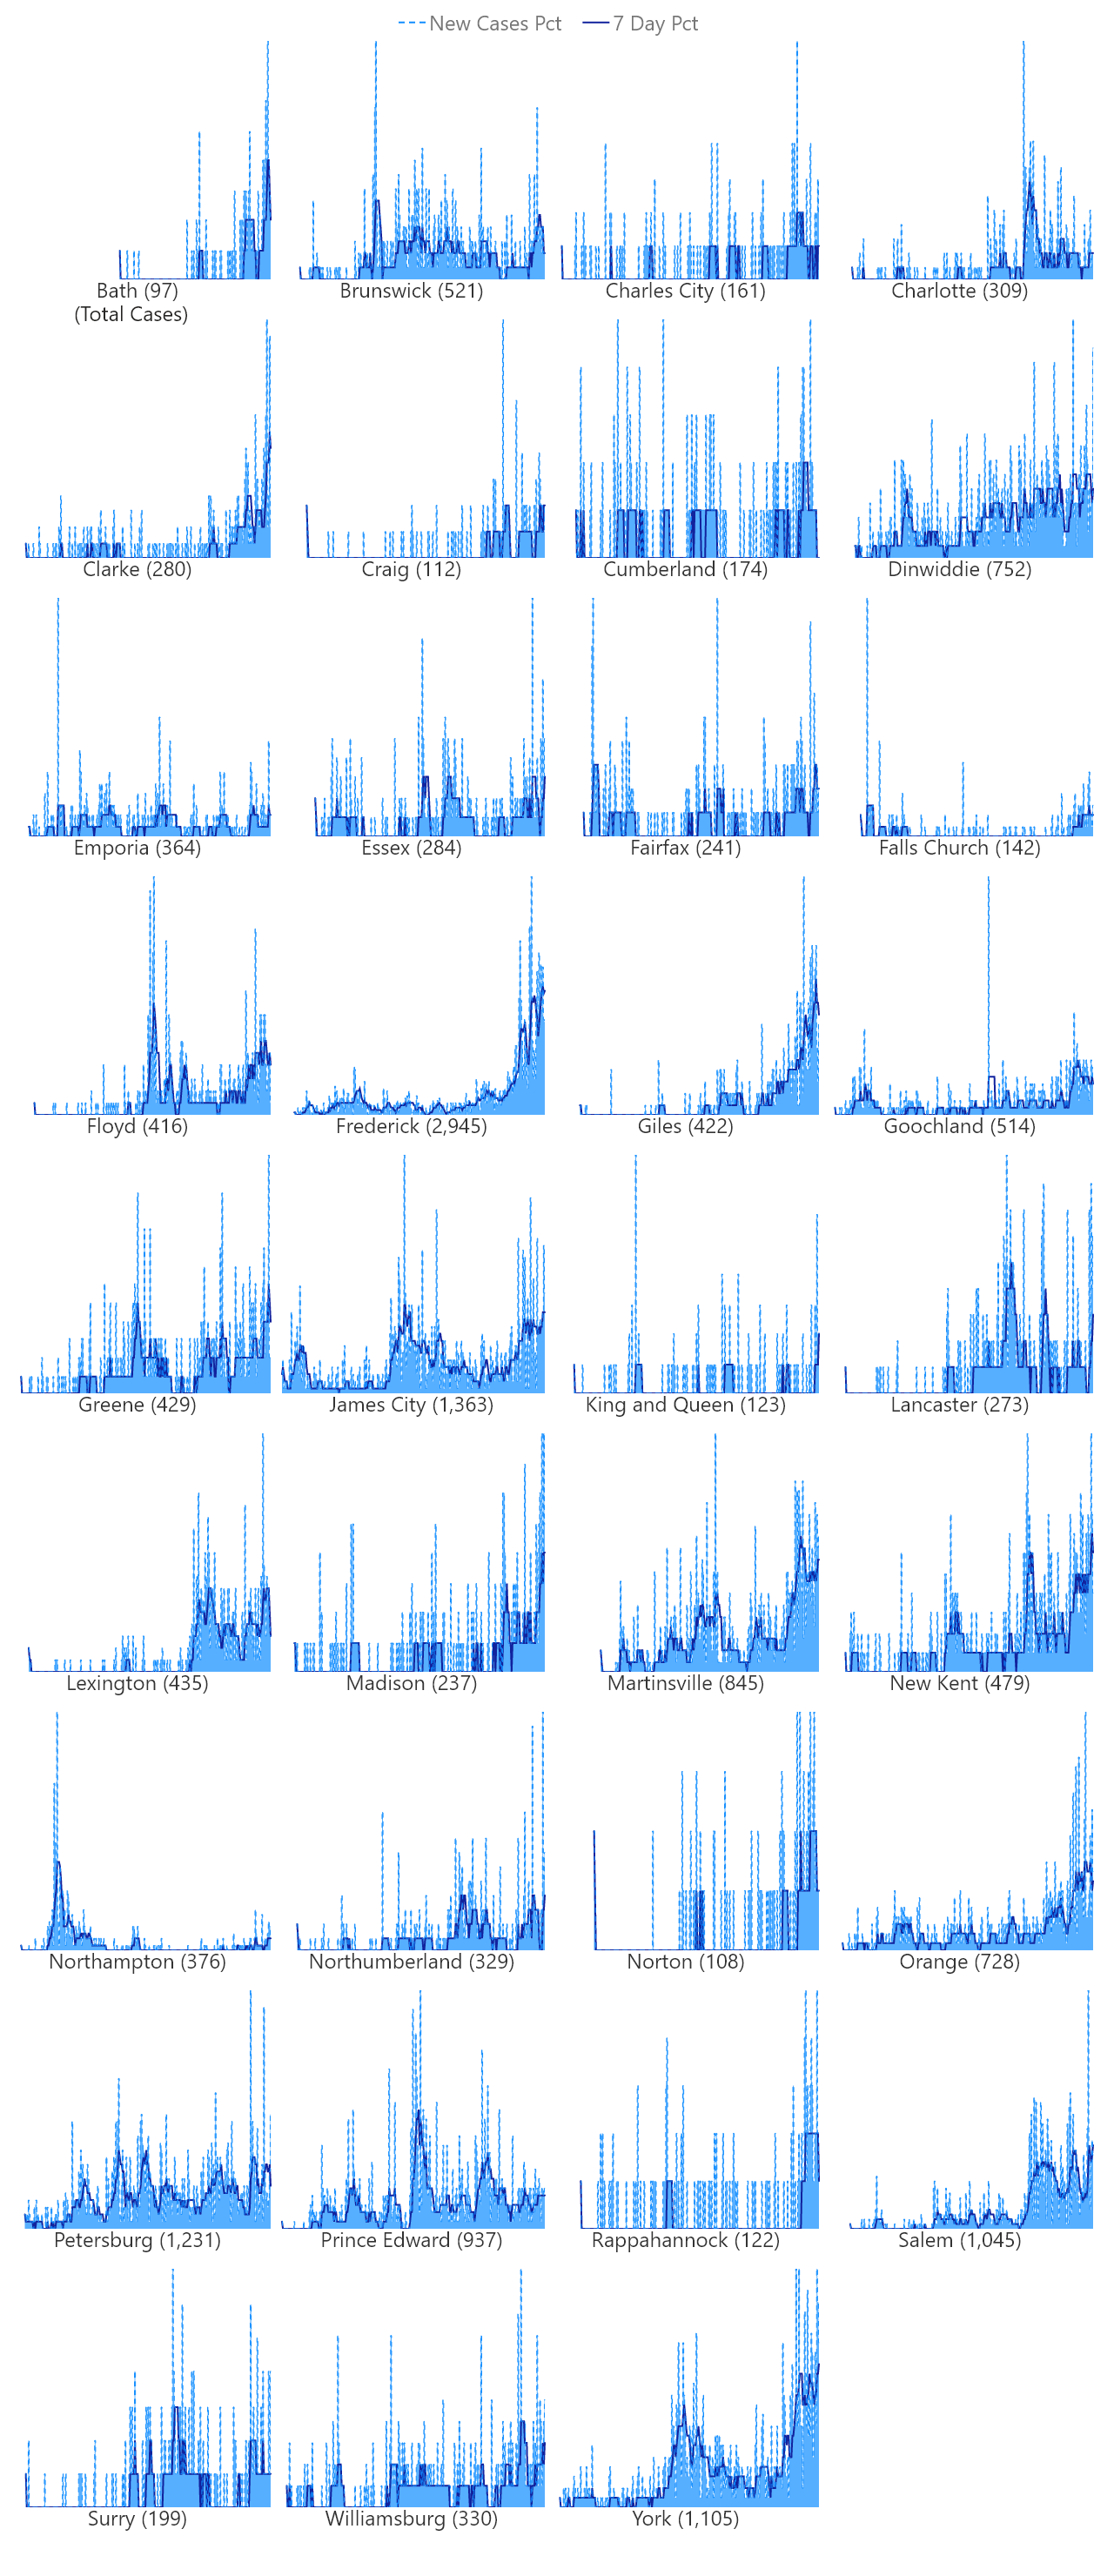 New Cases Pct 7 Day Pct
Bath (97) Brunswick (521) Charles City (161) Charlotte (309)
(Total Cases)
Clarke (280) Craig (112) Cumberland (174) Dinwiddie (752)
Emporia (364) Essex (284) Fairfax (241) Falls Church (142)
Floyd (416) Frederick (2,945) Giles (422) Goochland (514)
Greene (429) James City (1,363) King and Queen (123) Lancaster (273)
Lexington (435) Madison (237) Martinsville (845) New Kent (479)
Northampton (376) Northumberland (329) Norton (108) Orange (728)
Petersburg (1,231) Prince Edward (937) Rappahannock (122) Salem (1,045)
Surry (199) Williamsburg (330) York (1,105)